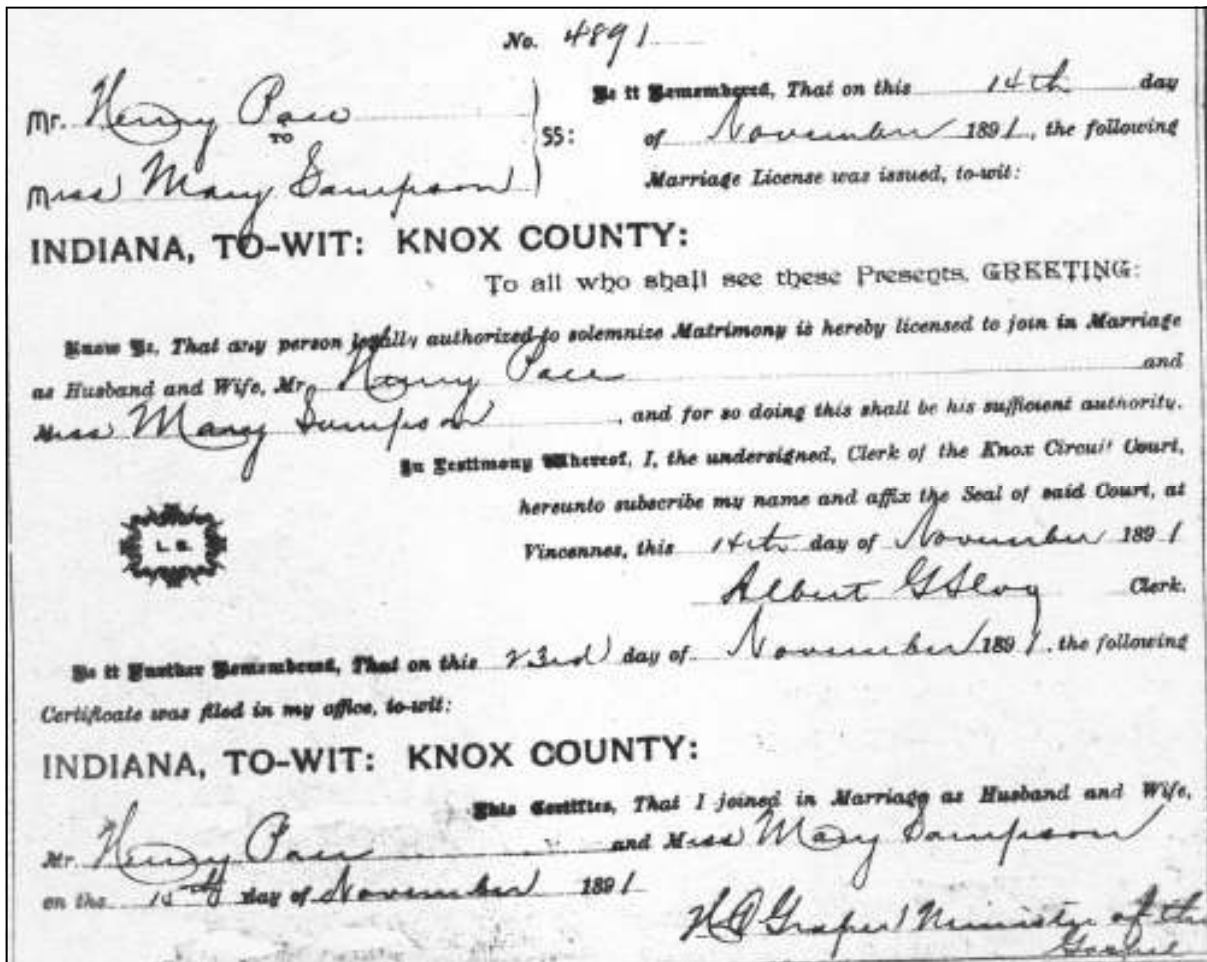 No. 4891
Mr. Henry Pace
TO
Miss Mary Sampson
SS:
Be it Remembered, That on this 14th day
of November 1891, the following
Marriage License was issued, to-wit:
INDIANA, TO-WIT: KNOX COUNTY:
To all who shall see these Presents, GREETING:
Know Ye, That any person legally authorized to solemnize Matrimony is hereby licensed to join in Marriage
as Husband and Wife, Mr. Henry Pace and
Miss Mary Sampson, and for so doing this shall be his sufficient authority.
In Testimony Whereof, I, the undersigned, Clerk of the Knox Circuit Court,
hereunto subscribe my name and affix the Seal of said Court, at
L. S.
Vincennes, this 14th day of November 1891
Albert G Clerk.
Be it Further Remembered, That on this 23rd day of November 1891, the following
Certificate was filed in my office, to-wit:
INDIANA, TO-WIT: KNOX COUNTY:
This Certifies, That I joined in Marriage as Husband and Wife,
Mr. Henry Pace and Miss Mary Sampson
on the day of November 1891
Minister of the
Gospel